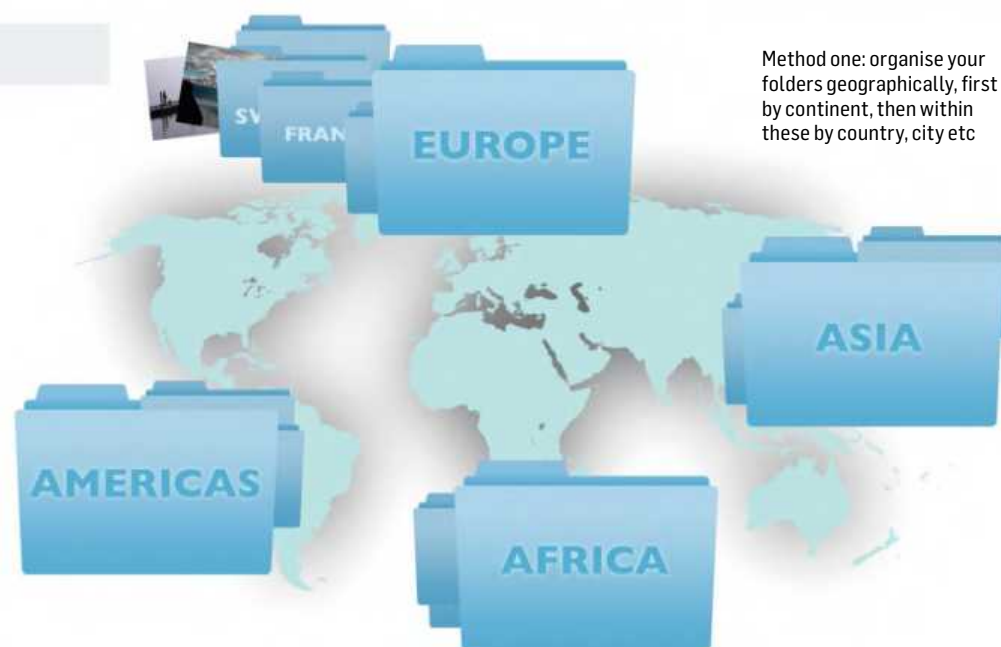 Method one: organise your
folders geographically, first
by continent, then within
these by country, city etc
FRAN
EUROPE
ASIA
AMERICAS
AFRICA